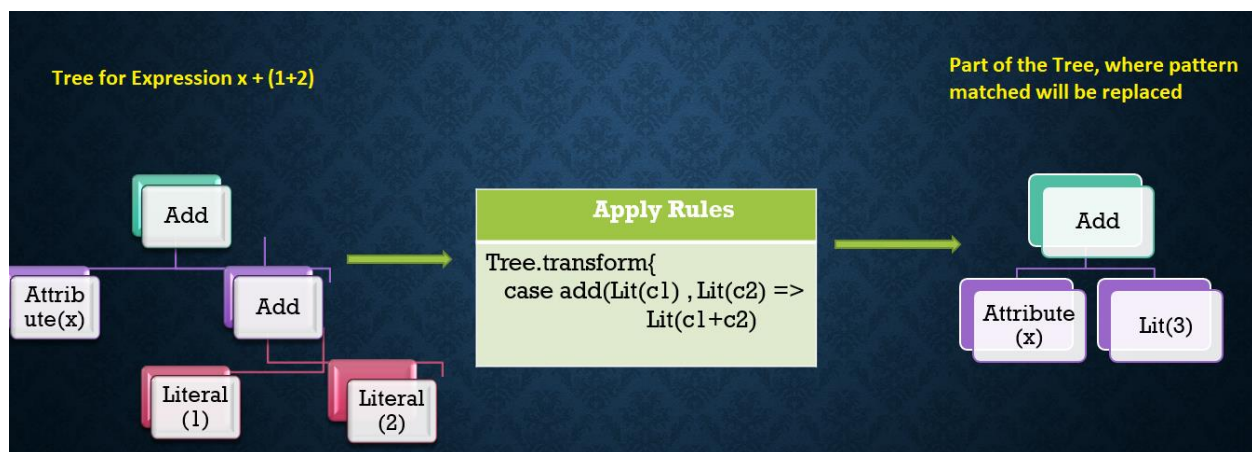 Tree for Expression x + (1+2)
Part of the Tree, where pattern
matched will be replaced
Add
Attrib
ute(x)
Add
Literal
(1)
Literal
(2)
Apply Rules
Tree.transform{
case add(Lit(c1) , Lit(c2) =>
Lit(c1+c2)
Add
Attribute
(x)
Lit(3)